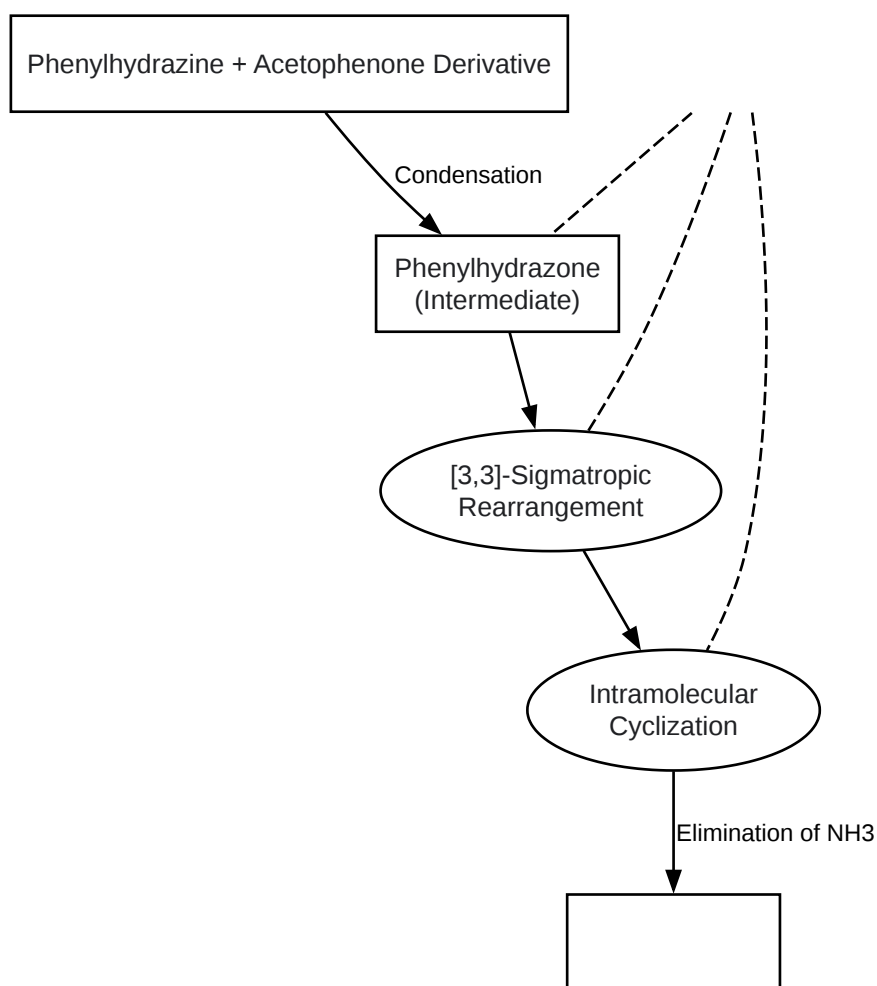 Phenylhydrazine + Acetophenone Derivative
Condensation
Phenylhydrazone
(Intermediate)
[3,3]-Sigmatropic
Rearrangement
Intramolecular
Cyclization
Elimination of NH3